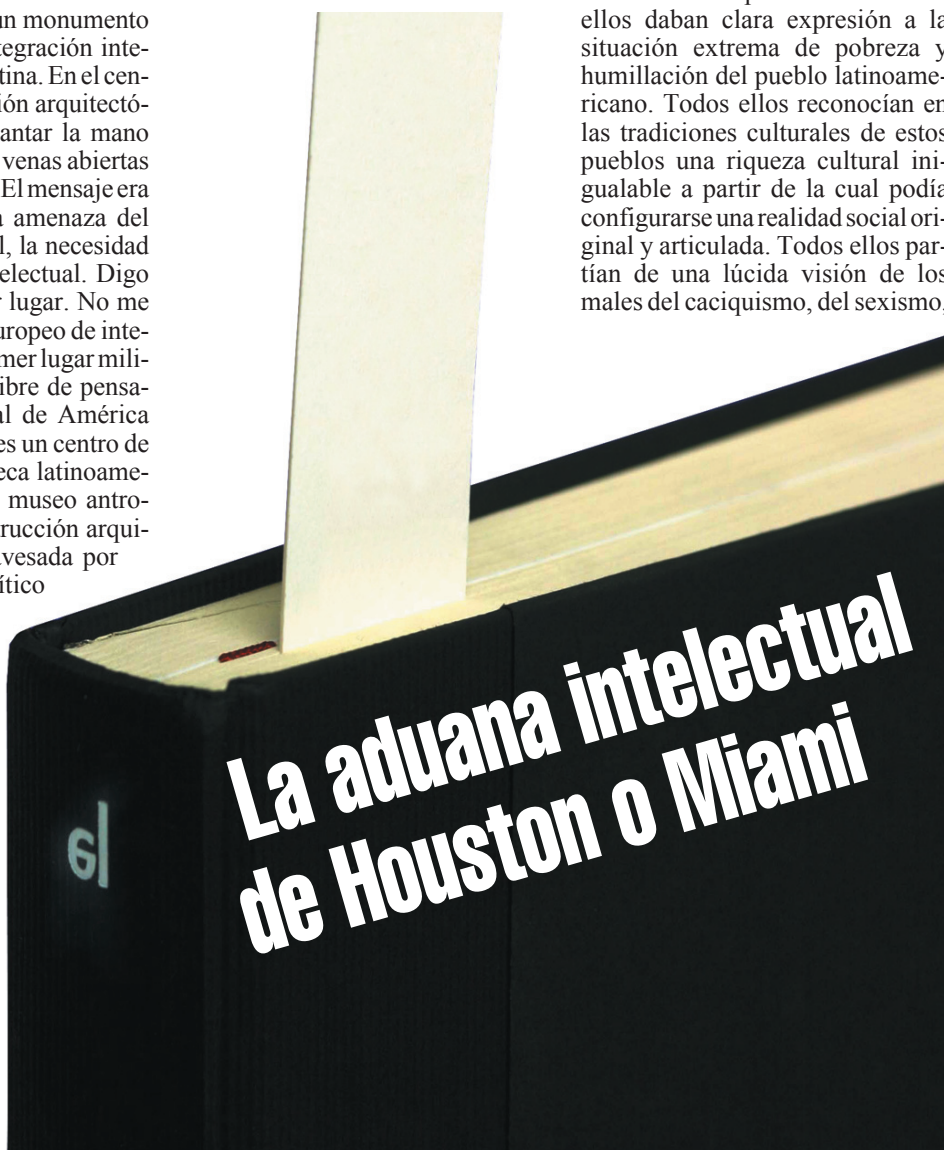 un monumento
tegración inte-
tina. En el cen-
ión arquitectó-
antar la mano
venas abiertas
El mensaje era
a amenaza del
l, la necesidad
electual. Digo
r lugar. No me
uropeo de inte-
mer lugar mili-
ibre de pensa-
al de América
es un centro de
eca latinoame-
museo antro-
rucción arqui-
vesada por
ítico
ellos daban clara expresión a la
situación extrema de pobreza y
humillación del pueblo latinoame-
ricano. Todos ellos reconocían en
las tradiciones culturales de estos
pueblos una riqueza cultural ini-
gualable a partir de la cual podía
configurarse una realidad social ori-
ginal y articulada. Todos ellos par-
tían de una lúcida visión de los
males del caciquismo, del sexismo,
La aduana intelectual
de Houston o Miami